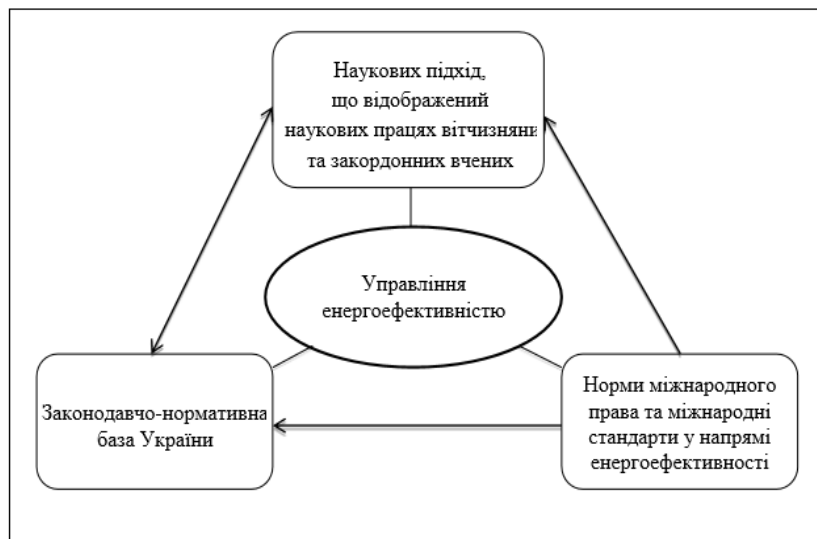 Наукових підхід,
що відображений
наукових працях вітчизняни
та закордонних вчених
Управління
енергоефективністю
Законодавчо-нормативна
база України
Норми міжнародного
права та міжнародні
стандарти у напрямі
енергоефективності